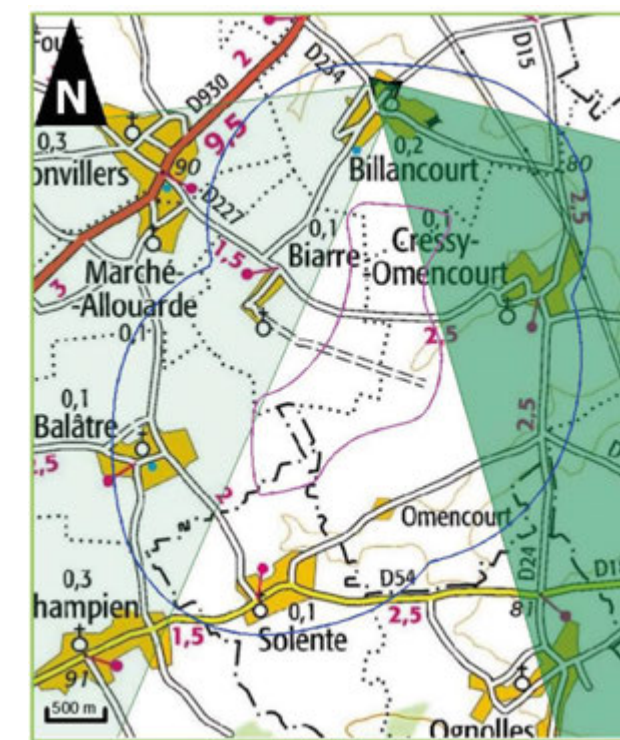 N
D930
2
D234
D15
9,5
0,3
onvillers
90
D227
0,2
Billancourt
80
2,5
0,1
0,1
Biarre
Cressy-
Omencourt
1,5
Marché-
-Allouarde
3
0,1
2,5
0,1
Balâtre
2,5
2
Omencourt
D24
D54
0,3
hampien
1,5
0,1
Solente
2,5
81
91
500 m
Ognolles